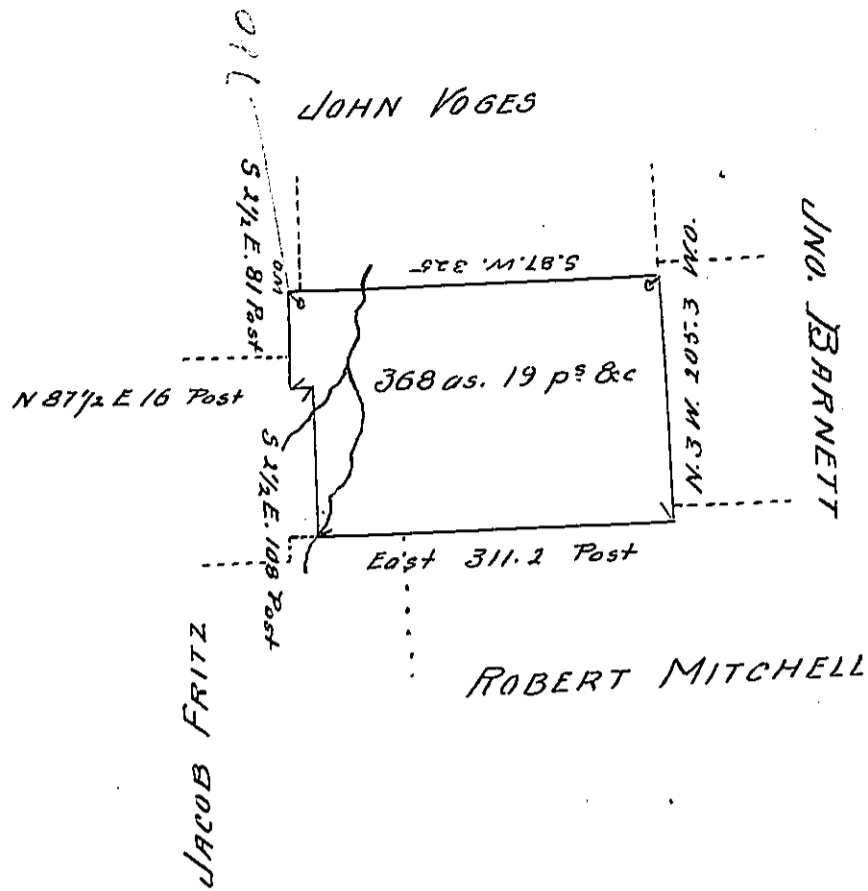 JOHN VOGES
S 2½ E. 81 Post
W.O.
S. 87. W. 325
N 3 W 205.3 W.O.
JNO. BARNETT
368 as. 19 ps &c
N 87½ E 16 Post
S 2½ E. 108 Post
East 311.2 Post
ROBERT MITCHELL
JACOB FRITZ